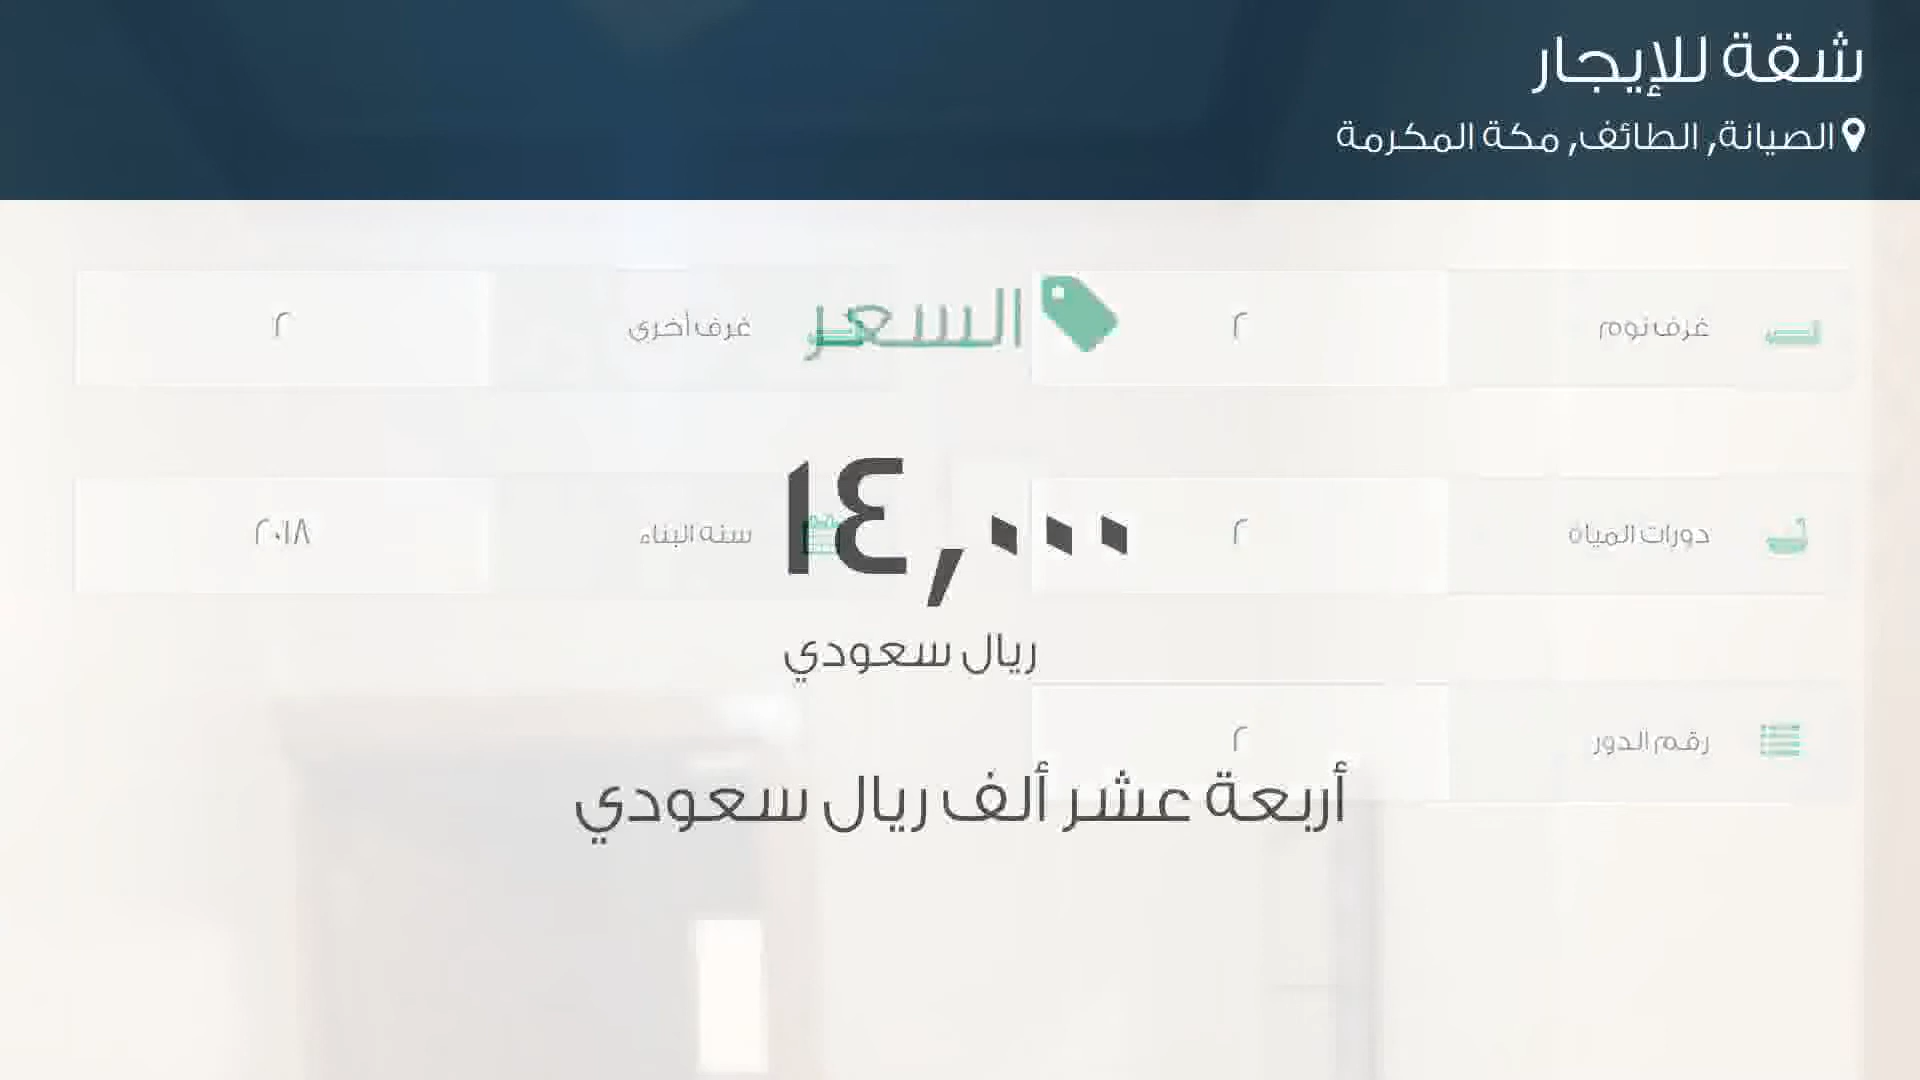 شقة للإيجار
الصيانة, الطائف, مكة المكرمة
السعر
غرف نوم ٢
غرف أخرى ٢
دورات المياه ٢
سنة البناء ٢٠١٨
١٤,٠٠٠
ريال سعودي
رقم الدور ٢
أربعة عشر ألف ريال سعودي